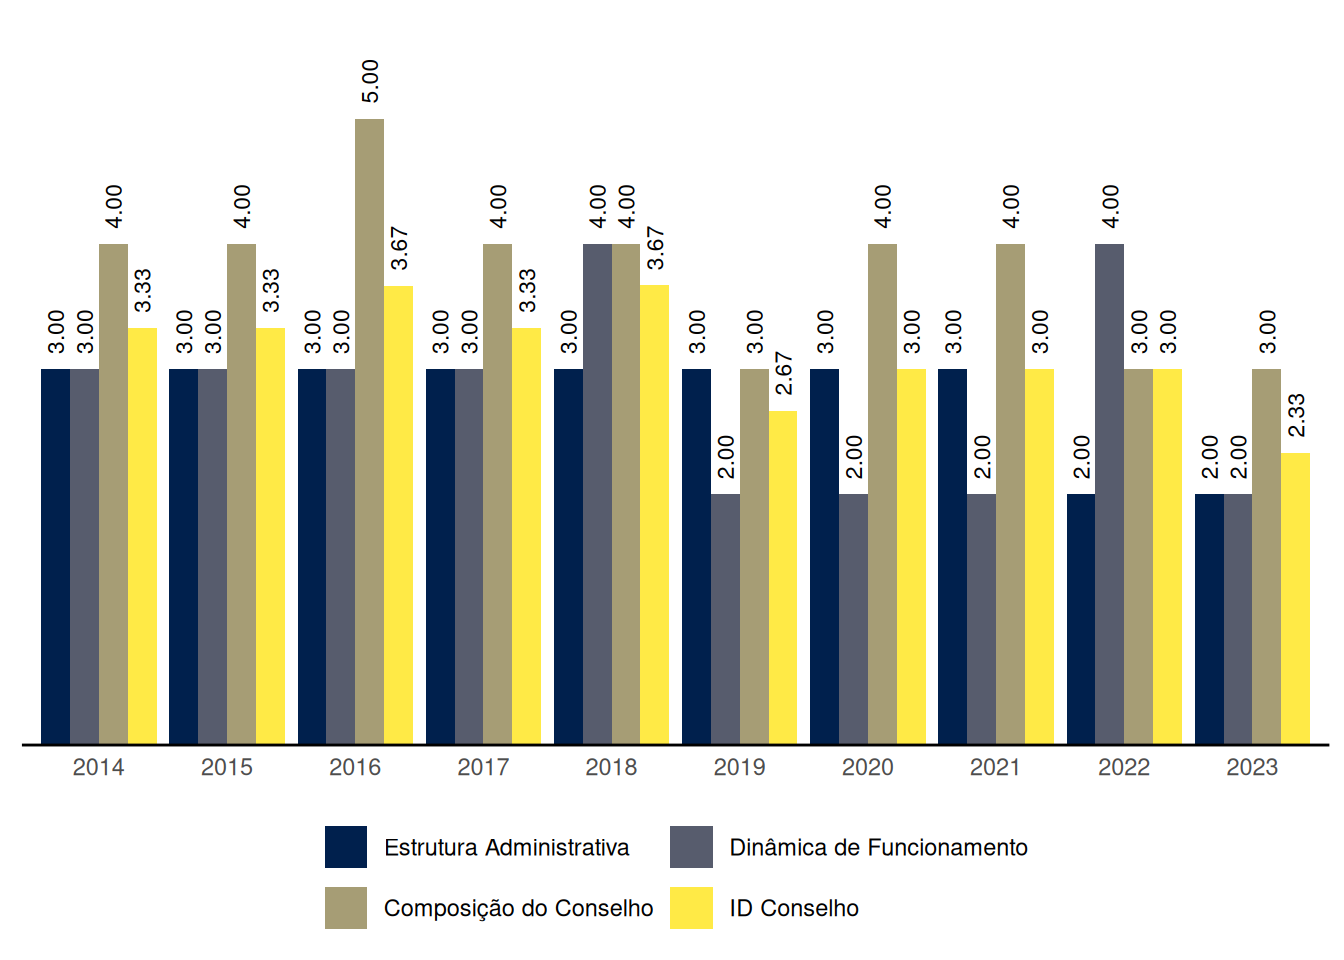 3.00 3.00 4.00 3.33 3.00 3.00 4.00 3.33 3.00 3.00 5.00 3.67 3.00 3.00 4.00 3.33 3.00 4.00 4.00 3.67 3.00 2.00 3.00 2.67 3.00 2.00 4.00 3.00 3.00 2.00 4.00 3.00 2.00 4.00 3.00 3.00 2.00 2.00 3.00 2.33
2014 2015 2016 2017 2018 2019 2020 2021 2022 2023
Estrutura Administrativa Dinâmica de Funcionamento
Composição do Conselho ID Conselho